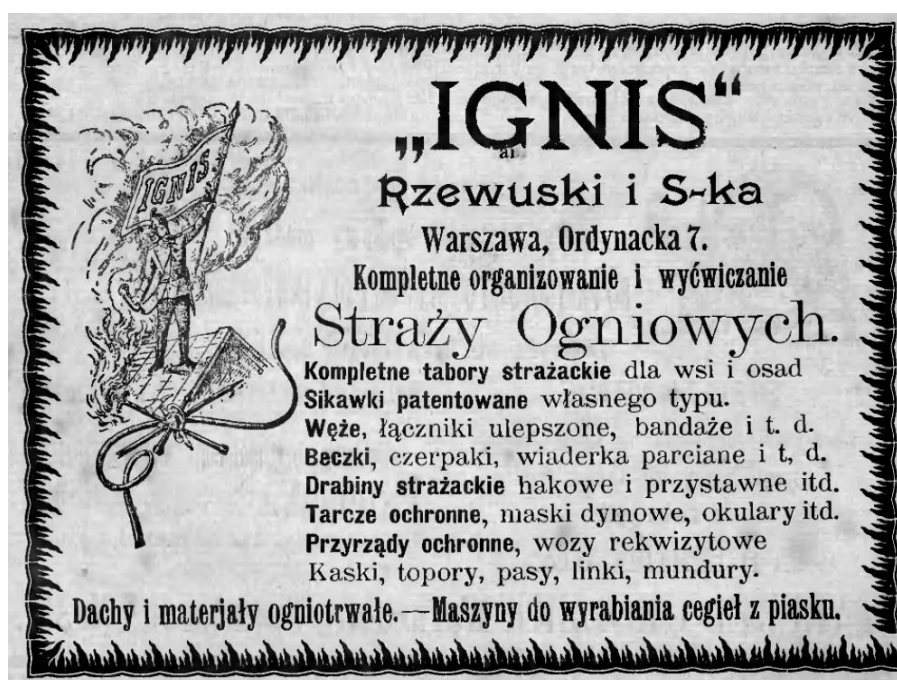 „IGNIS“
Rzewuski i S-ka
Warszawa, Ordynacka 7.
Kompletne organizowanie i wyćwiczanie
Straży Ogniowych.
IGNIS
Kompletne tabory strażackie dla wsi i osad
Sikawki patentowane własnego typu.
Węże, łączniki ulepszone, bandaże i t. d.
Beczki, czerpaki, wiaderka parciane i t, d.
Drabiny strażackie hakowe i przystawne itd.
Tarcze ochronne, maski dymowe, okulary itd.
Przyrządy ochronne, wozy rekwizytowe
Kaski, topory, pasy, linki, mundury.
Dachy i materjały ogniotrwałe.—Maszyny do wyrabiania cegieł z piasku.